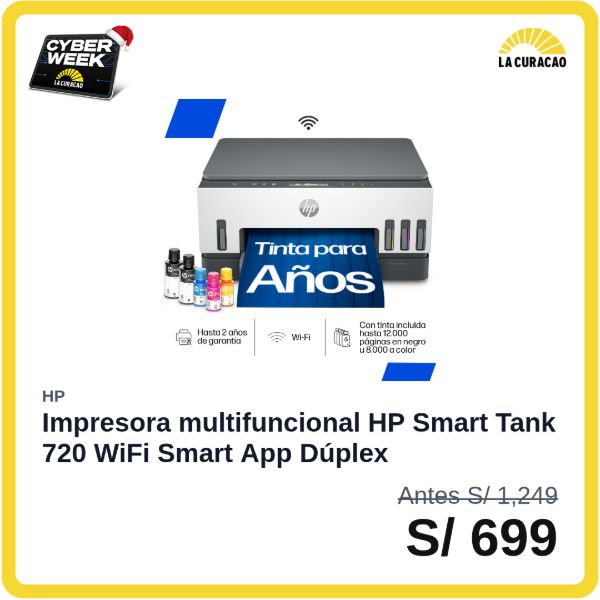 CYBER
WEEK
LA CURACAO
LA CURACAO
hp
Tinta para
Años
Hasta 2 años
de garantía
Wi-Fi
Con tinta incluida
hasta 12.000
páginas en negro
u 8.000 a color
HP
Impresora multifuncional HP Smart Tank
720 WiFi Smart App Dúplex
Antes S/ 1,249
S/ 699